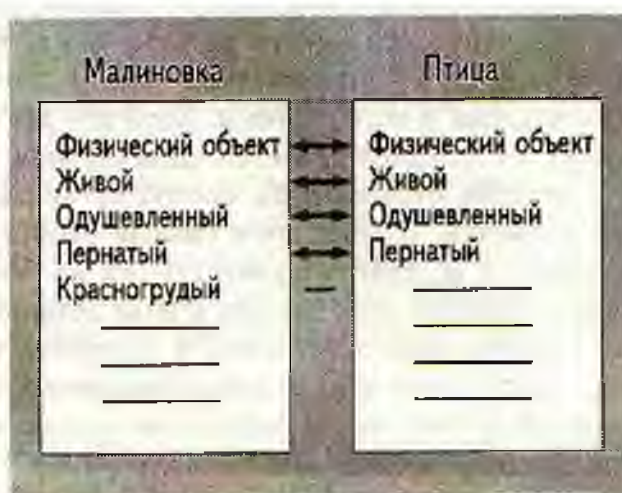 Малиновка Птица
Физический объект Физический объект
Живой Живой
Одушевленный Одушевленный
Пернатый Пернатый
Красногрудый